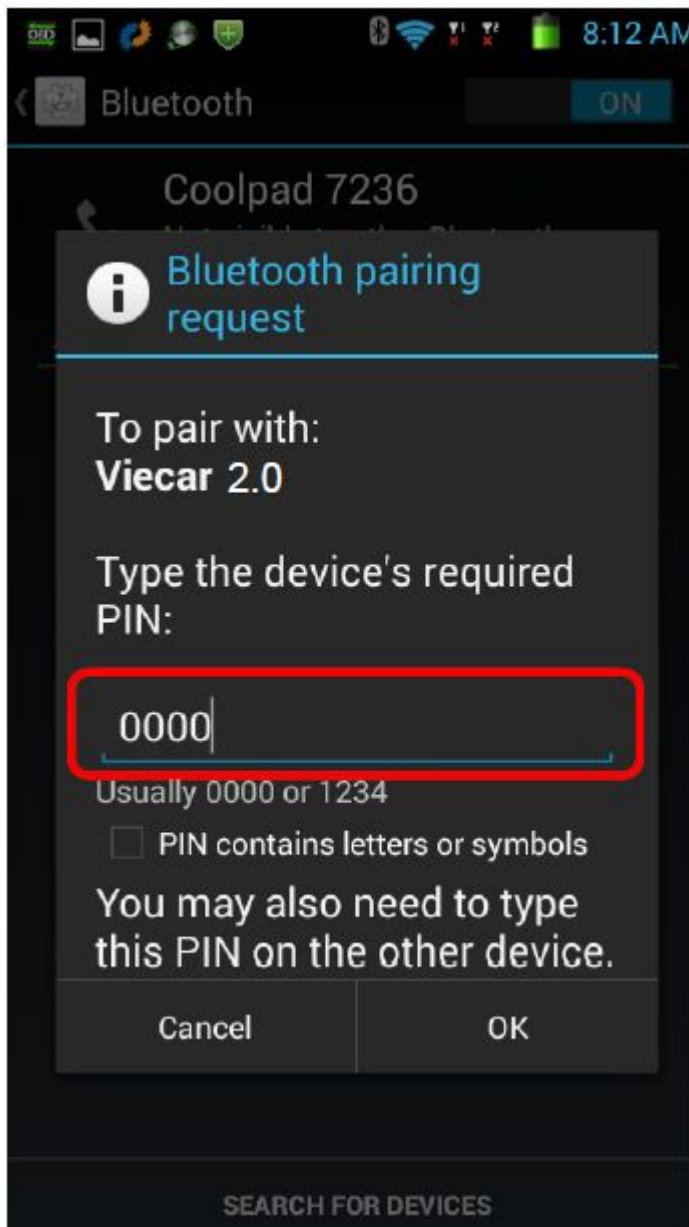 OBD
8:12 AM
Bluetooth
ON
Coolpad 7236
Bluetooth pairing
request
To pair with:
Viecar 2.0
Type the device's required
PIN:
0000
Usually 0000 or 1234
PIN contains letters or symbols
You may also need to type
this PIN on the other device.
Cancel
OK
SEARCH FOR DEVICES